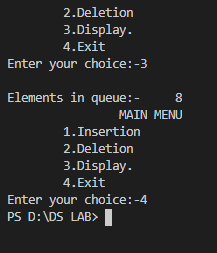 2.Deletion
3.Display.
4.Exit
Enter your choice:-3
Elements in queue:-     8
MAIN MENU
1.Insertion
2.Deletion
3.Display.
4.Exit
Enter your choice:-4
PS D:\DS LAB>